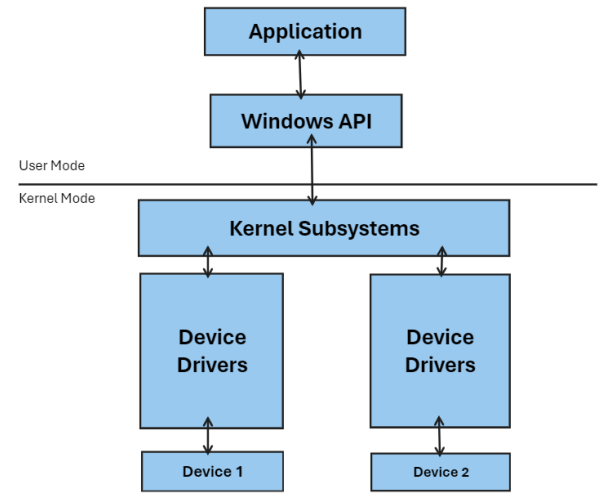 Application
Windows API
User Mode
Kernel Mode
Kernel Subsystems
Device
Drivers
Device
Drivers
Device 1
Device 2